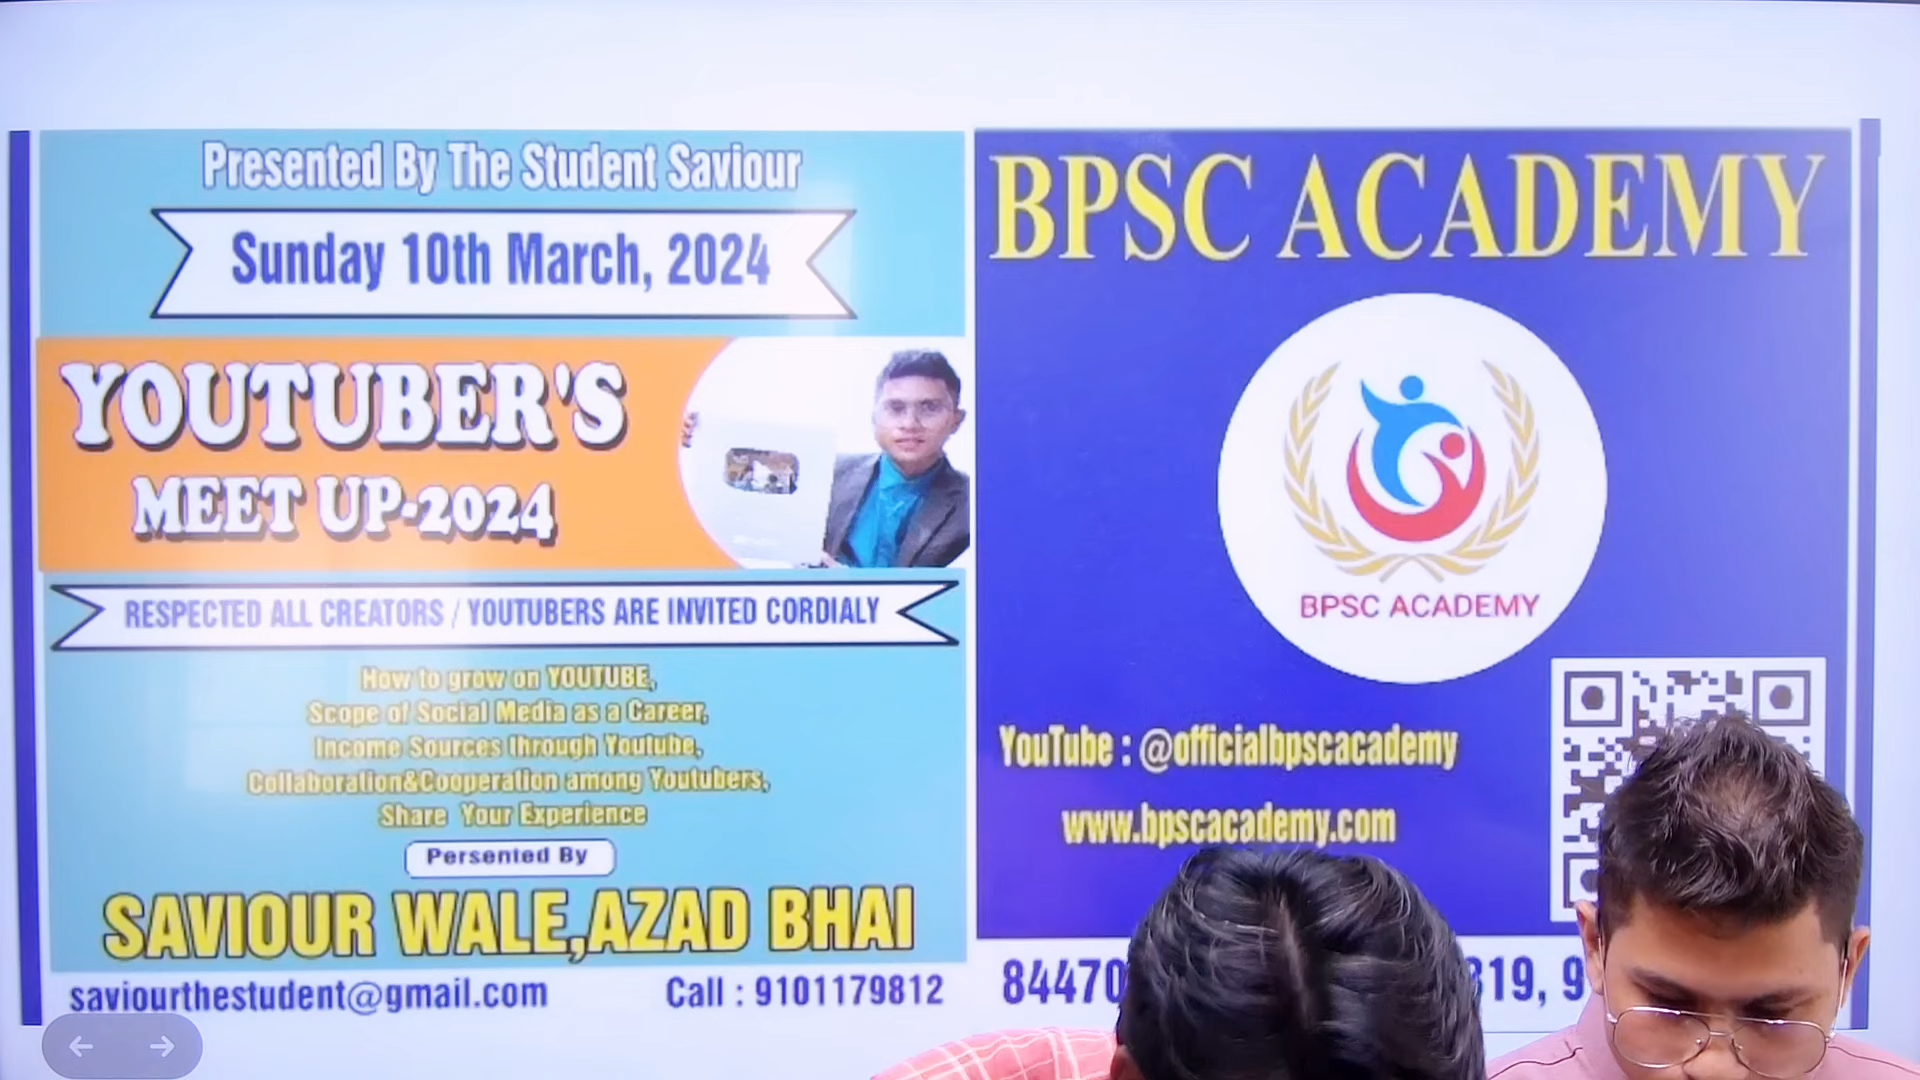 Presented By The Student Saviour
Sunday 10th March, 2024
YOUTUBER'S
MEET UP-2024
RESPECTED ALL CREATORS / YOUTUBERS ARE INVITED CORDIALY
How to grow on YOUTUBE,
Scope of Social Media as a Career,
Income Sources through Youtube,
Collaboration&Cooperation among Youtubers,
Share Your Experience
Persented By
SAVIOUR WALE,AZAD BHAI
saviourthestudent@gmail.com
Call : 9101179812
BPSC ACADEMY
BPSC ACADEMY
YouTube : @officialbpscacademy
www.bpscacademy.com